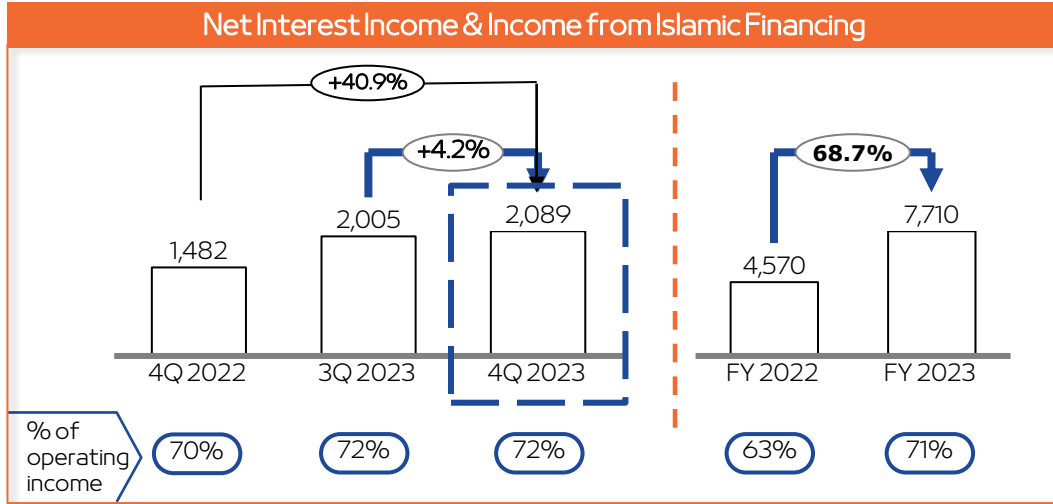 Net Interest Income & Income from Islamic Financing
+40.9%
+4.2%
68.7%
1,482
2,005
2,089
4,570
7,710
4Q 2022
3Q 2023
4Q 2023
FY 2022
FY 2023
% of
operating
income
70%
72%
72%
63%
71%